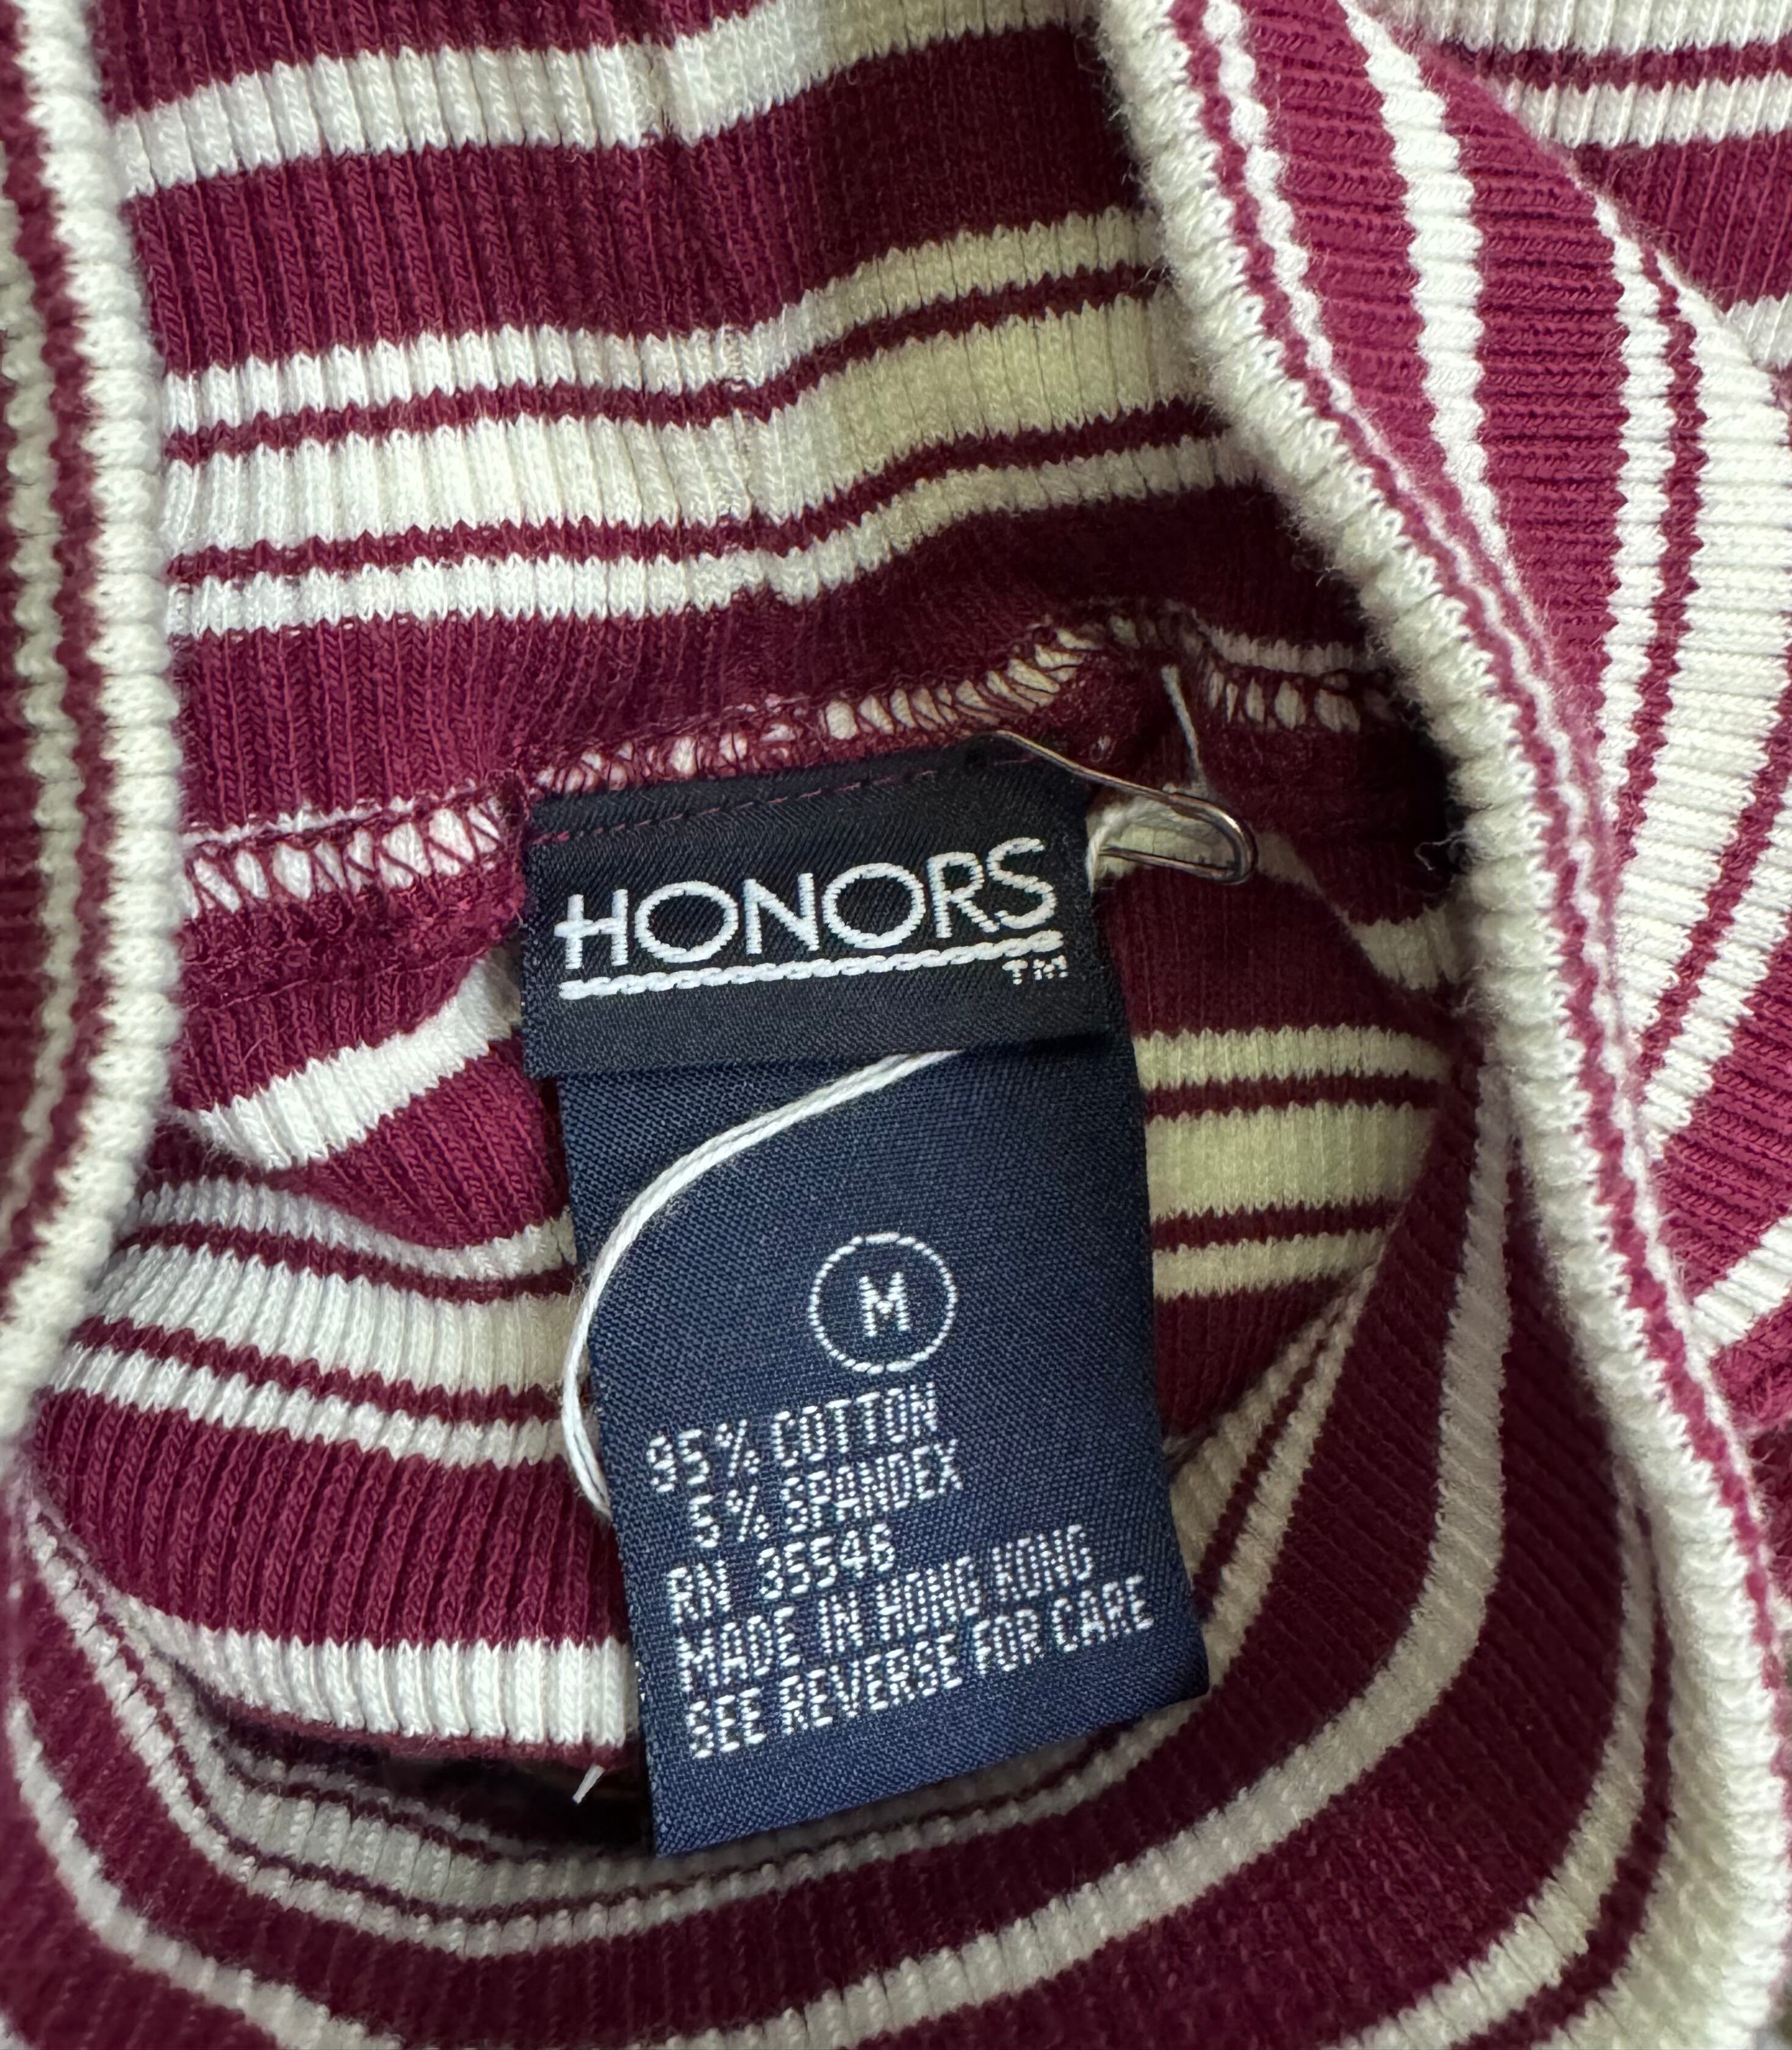 HONORS
TM
M
95% COTTON
5% SPANDEX
RN 35546
MADE IN HONG KONG
SEE REVERSE FOR CARE